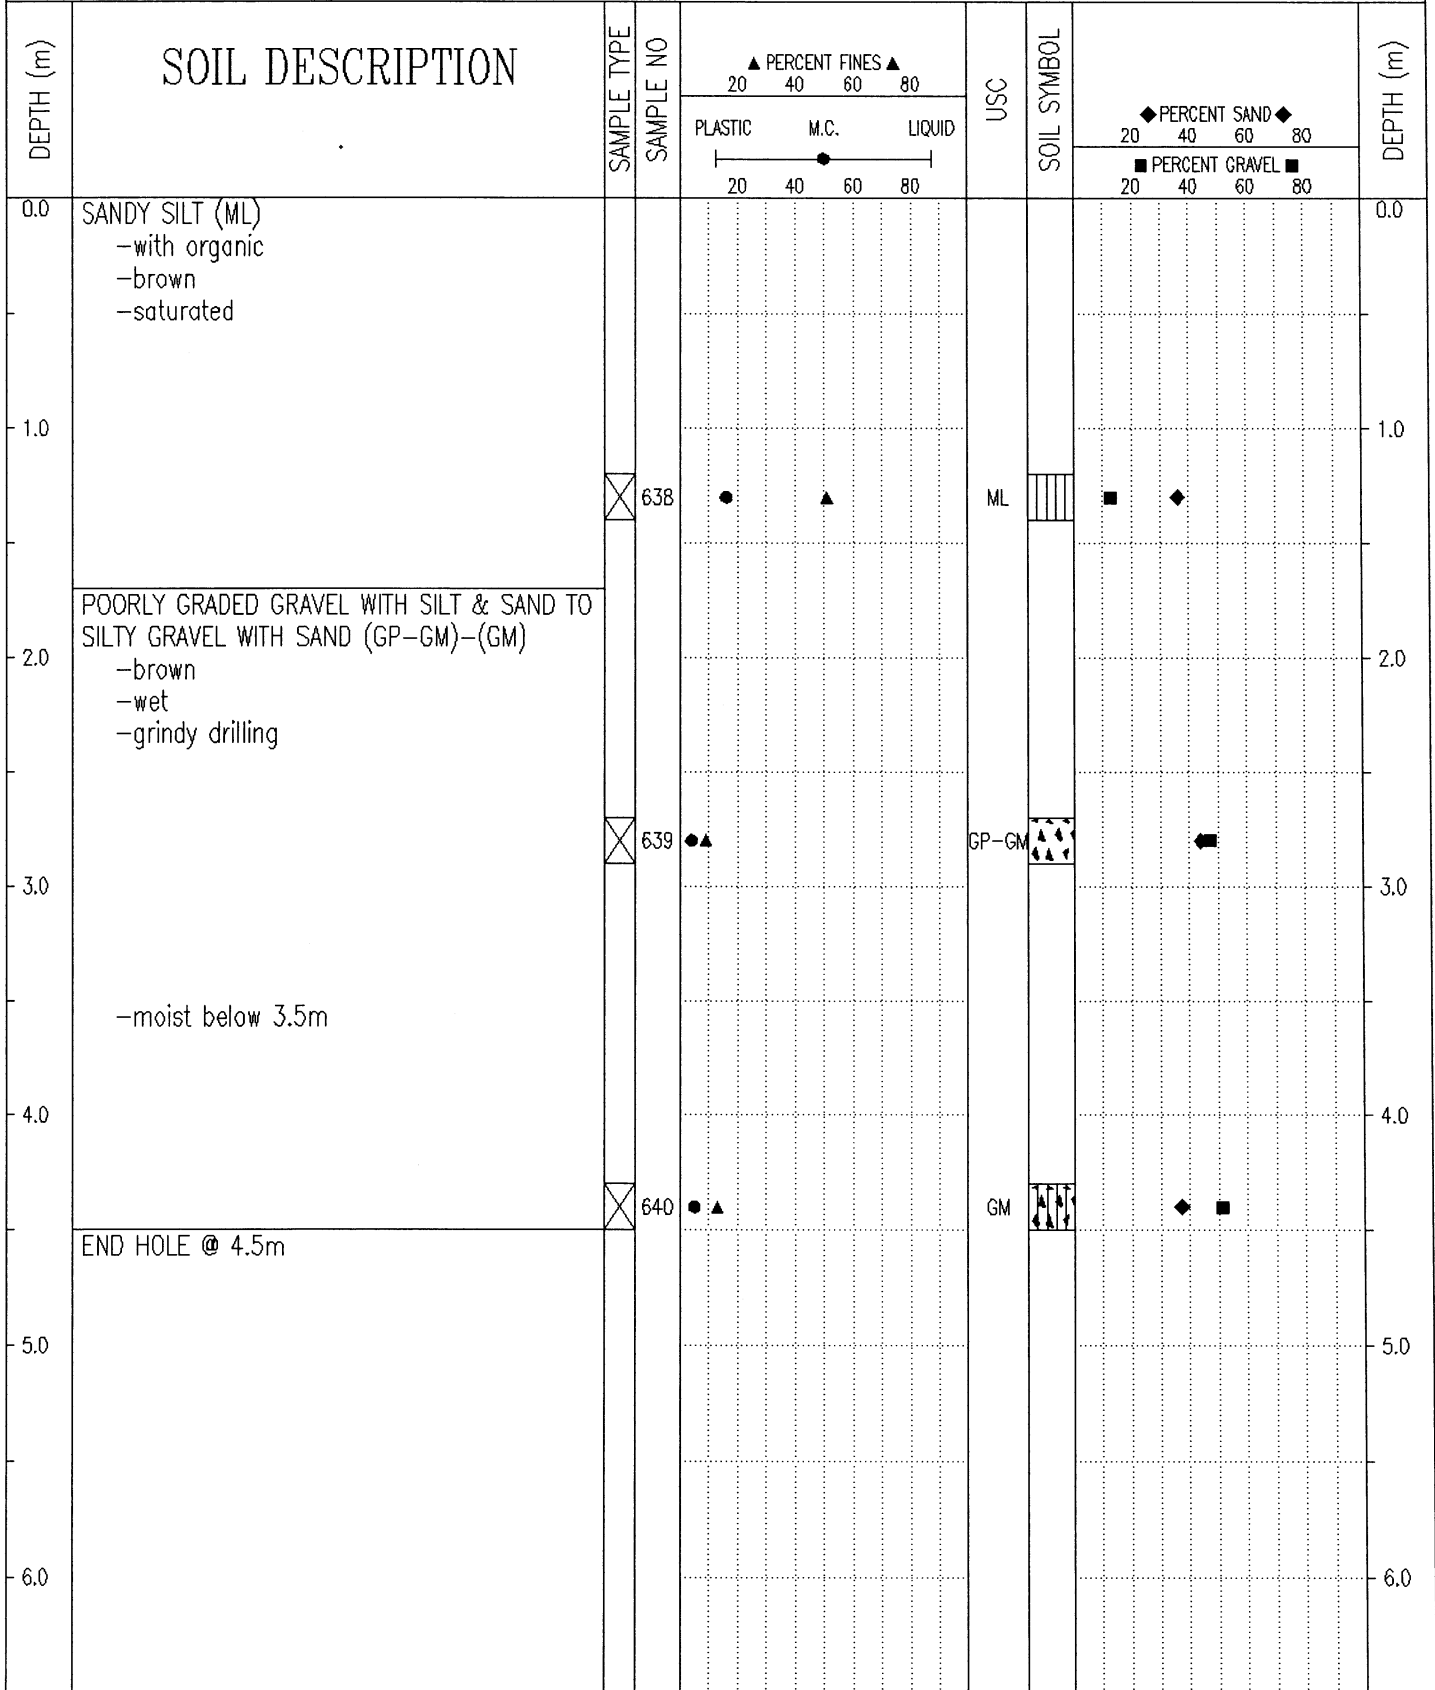 DEPTH (m)
SOIL DESCRIPTION
SAMPLE TYPE
SAMPLE NO
▲ PERCENT FINES ▲
20 40 60 80
PLASTIC M.C. LIQUID
20 40 60 80
USC
SOIL SYMBOL
◆ PERCENT SAND ◆
20 40 60 80
■ PERCENT GRAVEL ■
20 40 60 80
DEPTH (m)
0.0 SANDY SILT (ML) 0.0
-with organic
-brown
-saturated
1.0 1.0
638 ML
POORLY GRADED GRAVEL WITH SILT & SAND TO
SILTY GRAVEL WITH SAND (GP-GM)-(GM)
2.0 2.0
-brown
-wet
-grindy drilling
639 GP-GM
3.0 3.0
-moist below 3.5m
4.0 4.0
640 GM
END HOLE @ 4.5m
5.0 5.0
6.0 6.0